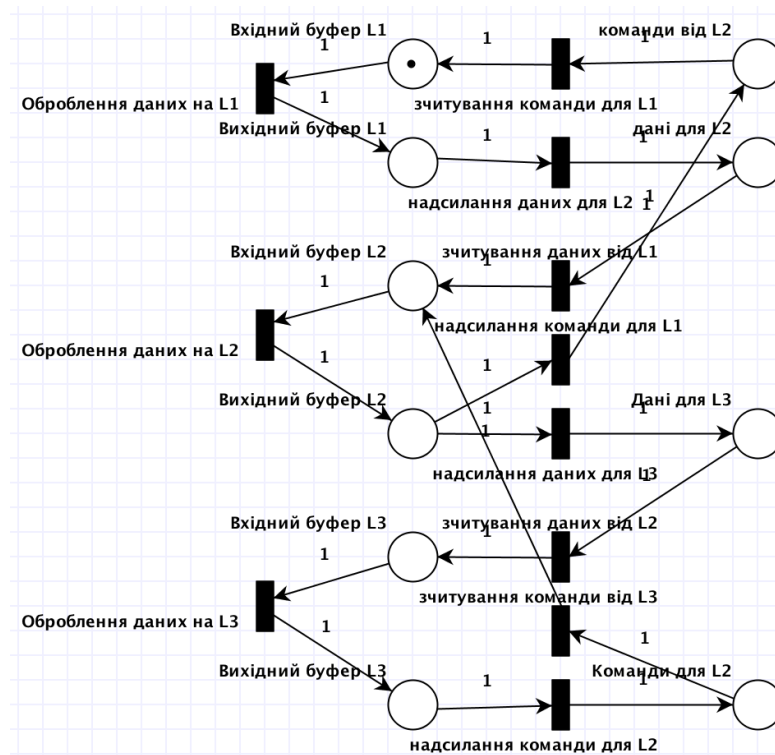 Вхідний буфер L1
1
1
команди від L2
1
Оброблення даних на L1
1
зчитування команди для L1
Вихідний буфер L1
1
дані для L2
1
надсилання даних для L2
1
1
Вхідний буфер L2
1
зчитування даних від L1
1
надсилання команди для L1
Оброблення даних на L2
1
1
Вихідний буфер L2
1
1
Дані для L3
1
надсилання даних для L3
1
Вхідний буфер L3
1
зчитування даних від L2
1
зчитування команди від L3
Оброблення даних на L3
1
1
Вихідний буфер L3
1
Команди для L2
1
надсилання команди для L2